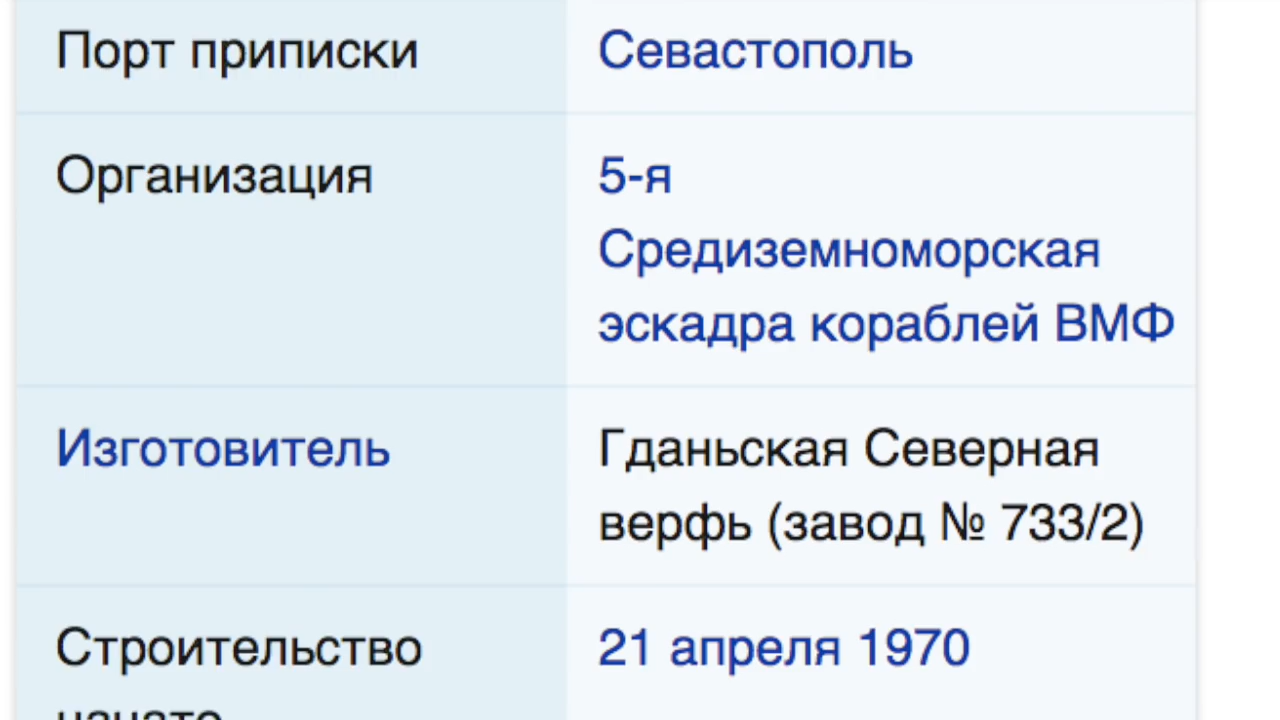 Порт приписки
Севастополь
Организация
5-я
Средиземноморская
эскадра кораблей ВМФ
Изготовитель
Гданьская Северная
верфь (завод № 733/2)
Строительство
21 апреля 1970